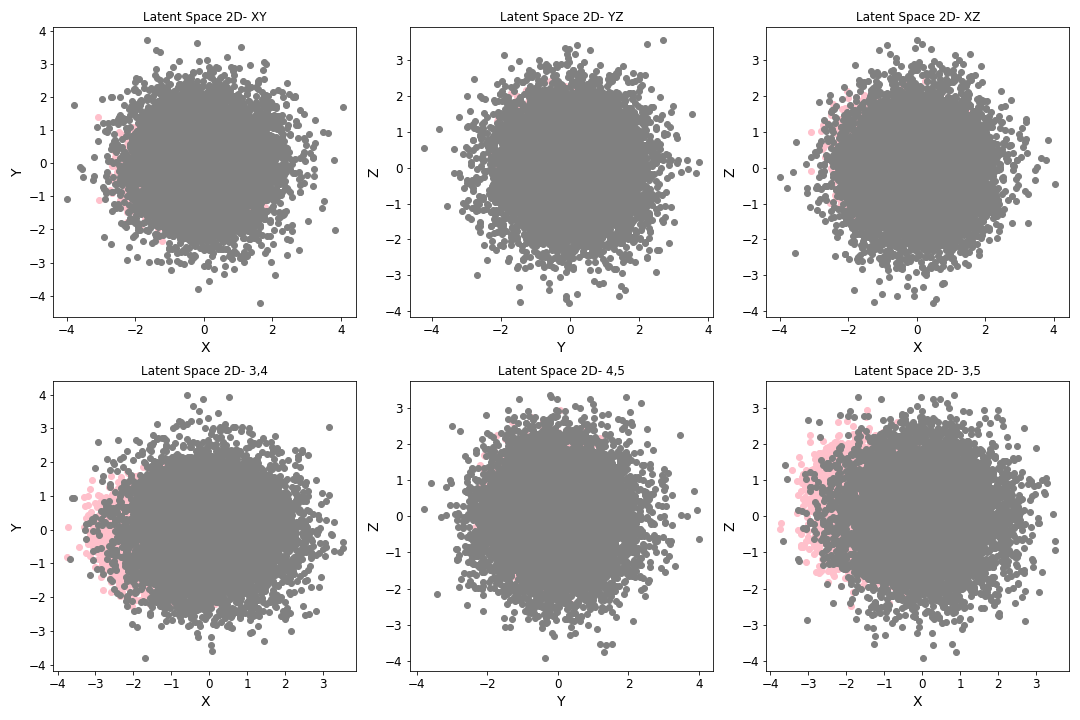 Latent Space 2D- XY
Latent Space 2D- YZ
Latent Space 2D- XZ
4
3
2
1
0
−1
−2
−3
−4
Y
−4 −2 0 2 4
X
3
2
1
0
−1
−2
−3
−4
Z
−4 −2 0 2 4
Y
3
2
1
0
−1
−2
−3
−4
Z
−4 −2 0 2 4
X
Latent Space 2D- 3,4
Latent Space 2D- 4,5
Latent Space 2D- 3,5
4
3
2
1
0
−1
−2
−3
−4
Y
−4 −3 −2 −1 0 1 2 3
X
3
2
1
0
−1
−2
−3
−4
Z
−4 −2 0 2 4
Y
3
2
1
0
−1
−2
−3
−4
Z
−4 −3 −2 −1 0 1 2 3
X